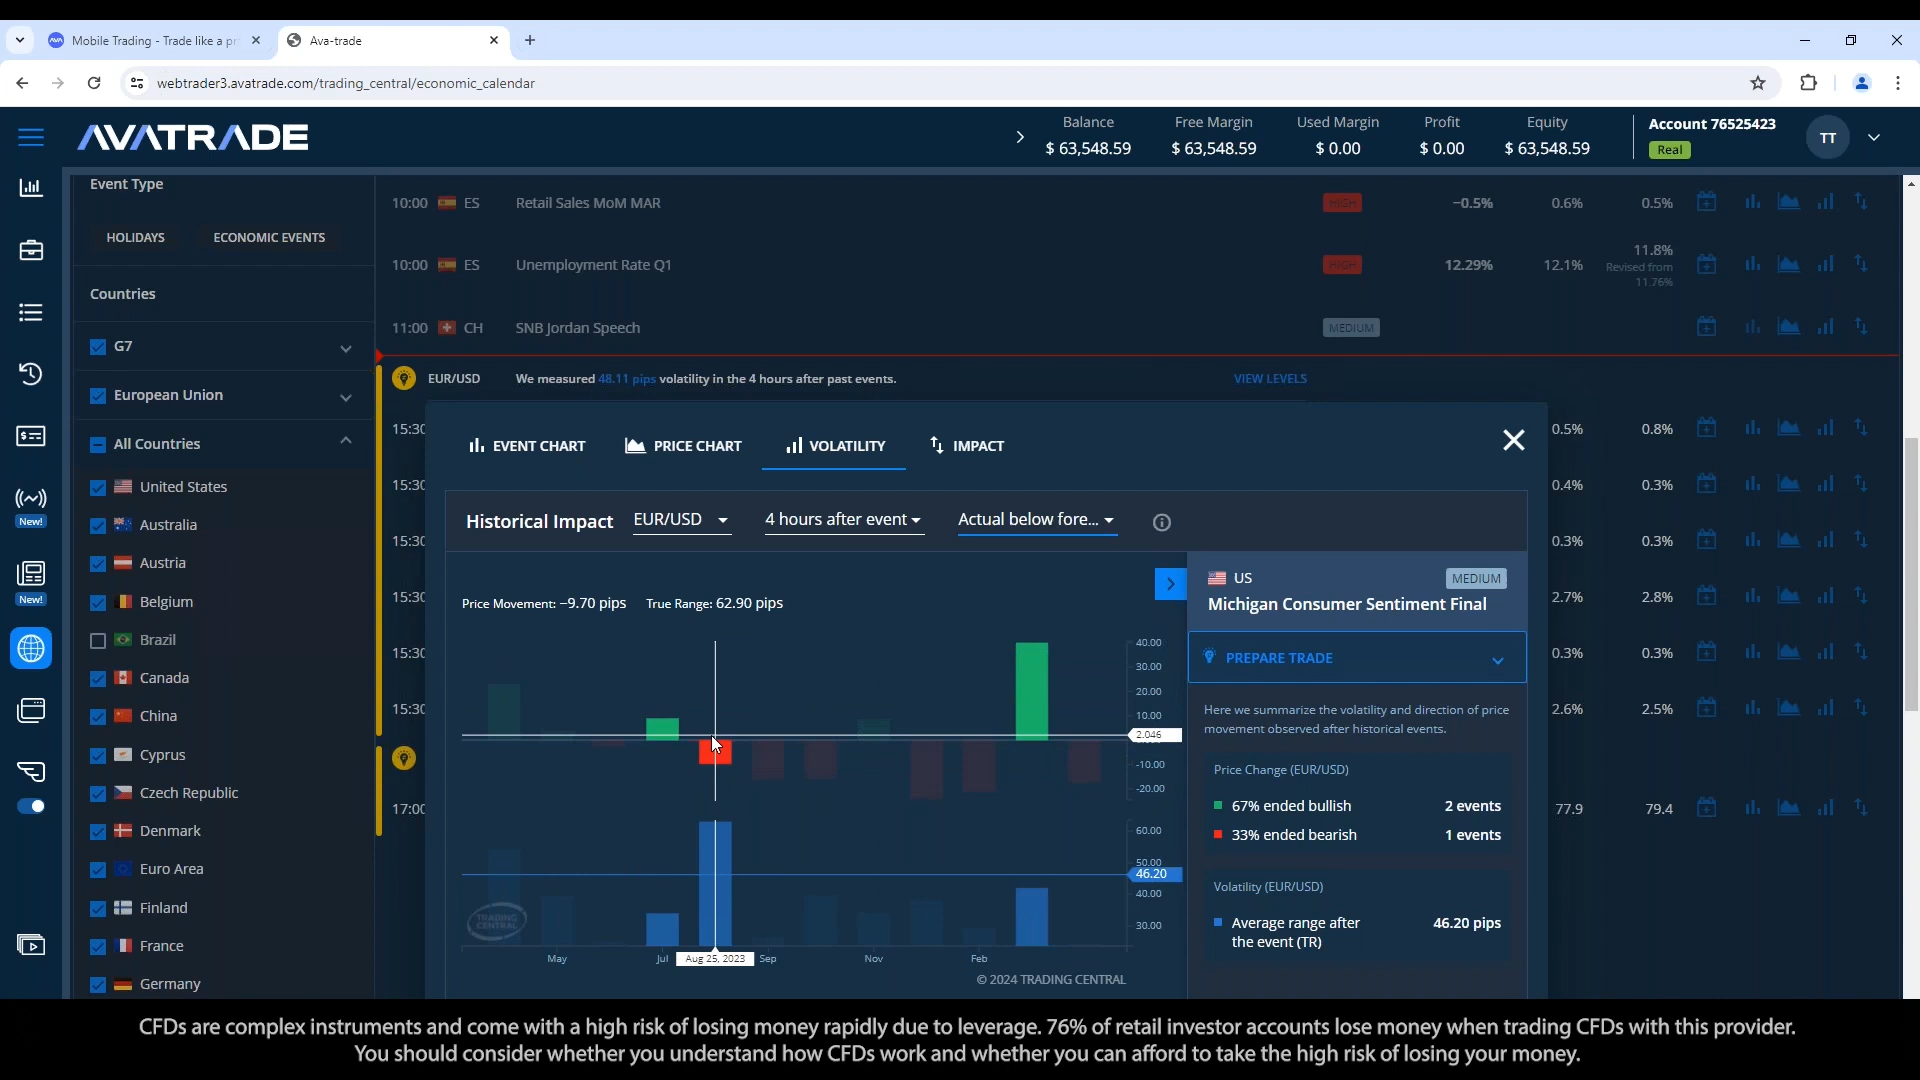 Mobile Trading - Trade like a pr
Ava-trade
webtrader3.avatrade.com/trading_central/economic_calendar
AVATRADE
Balance
$ 63,548.59
Free Margin
$ 63,548.59
Used Margin
$ 0.00
Profit
$ 0.00
Equity
$ 63,548.59
Account 76525423
Real
TT
New!
New!
Event Type
HOLIDAYS
ECONOMIC EVENTS
Countries
G7
European Union
All Countries
United States
Australia
Austria
Belgium
Brazil
Canada
China
Cyprus
Czech Republic
Denmark
Euro Area
Finland
France
Germany
10:00 ES Retail Sales MoM MAR HIGH −0.5% 0.6% 0.5%
10:00 ES Unemployment Rate Q1 HIGH 12.29% 12.1% 11.8%
Revised from
11.76%
11:00 CH SNB Jordan Speech MEDIUM
EUR/USD We measured 48.11 pips volatility in the 4 hours after past events. VIEW LEVELS
15:30 0.5% 0.8%
15:30 0.4% 0.3%
15:30 0.3% 0.3%
15:30 2.7% 2.8%
15:30 0.3% 0.3%
15:30 2.6% 2.5%
17:00 77.9 79.4
EVENT CHART
PRICE CHART
VOLATILITY
IMPACT
Historical Impact
EUR/USD
4 hours after event
Actual below fore...
Price Movement: −9.70 pips True Range: 62.90 pips
40.00
30.00
20.00
10.00
2.046
-10.00
-20.00
60.00
50.00
46.20
40.00
30.00
TRADING
CENTRAL
May
Jul
Aug 25, 2023
Sep
Nov
Feb
© 2024 TRADING CENTRAL
US
MEDIUM
Michigan Consumer Sentiment Final
PREPARE TRADE
Here we summarize the volatility and direction of price
movement observed after historical events.
Price Change (EUR/USD)
67% ended bullish 2 events
33% ended bearish 1 events
Volatility (EUR/USD)
Average range after 46.20 pips
the event (TR)
CFDs are complex instruments and come with a high risk of losing money rapidly due to leverage. 76% of retail investor accounts lose money when trading CFDs with this provider.
You should consider whether you understand how CFDs work and whether you can afford to take the high risk of losing your money.